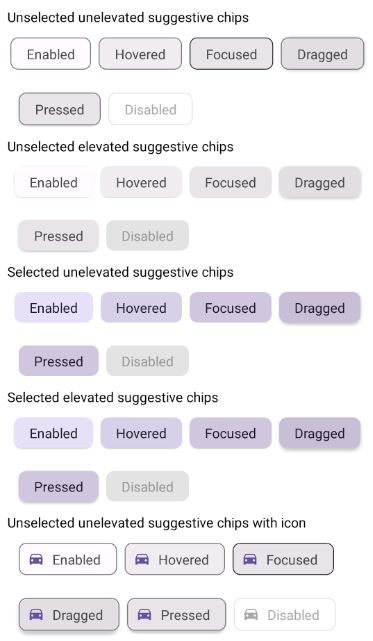 Unselected unelevated suggestive chips
Enabled Hovered Focused Dragged
Pressed Disabled
Unselected elevated suggestive chips
Enabled Hovered Focused Dragged
Pressed Disabled
Selected unelevated suggestive chips
Enabled Hovered Focused Dragged
Pressed Disabled
Selected elevated suggestive chips
Enabled Hovered Focused Dragged
Pressed Disabled
Unselected unelevated suggestive chips with icon
Enabled Hovered Focused
Dragged Pressed Disabled